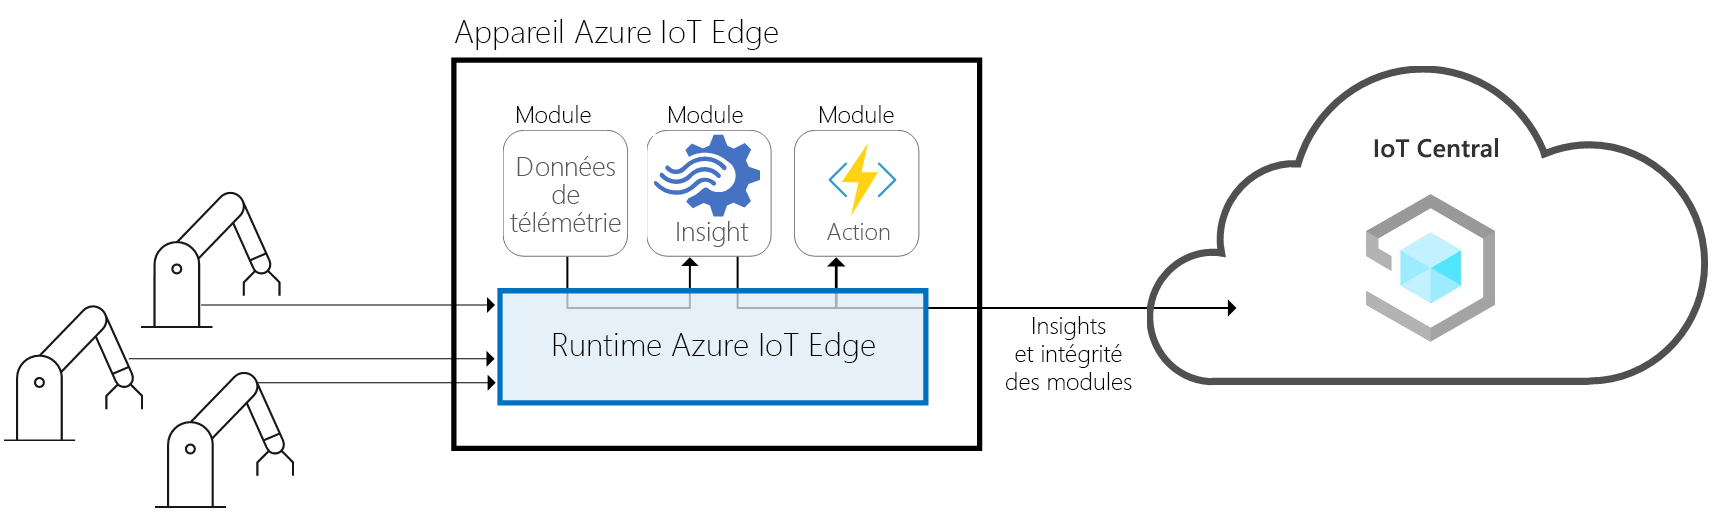 Appareil Azure IoT Edge
Module
Module
Module
Données
de
télémétrie
Insight
Action
Runtime Azure IoT Edge
Insights
et intégrité
des modules
IoT Central